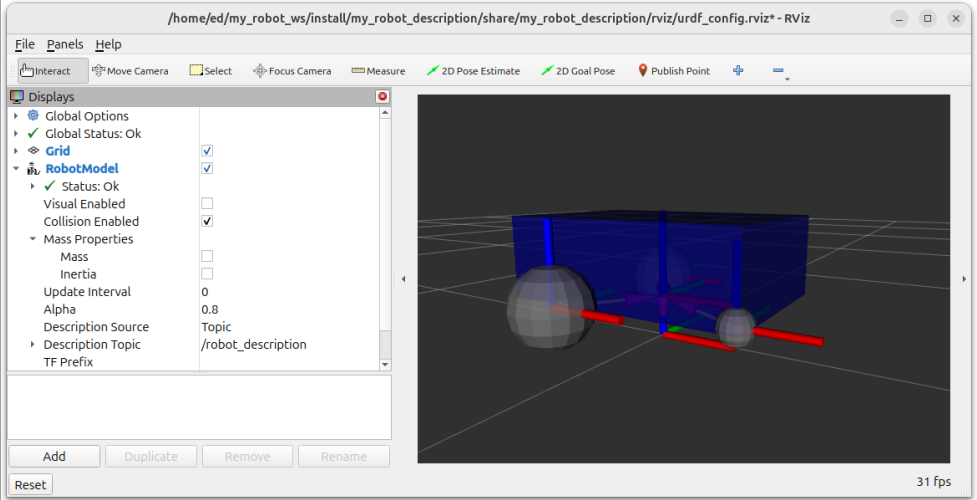 /home/ed/my_robot_ws/install/my_robot_description/share/my_robot_description/rviz/urdf_config.rviz* - RViz
File Panels Help
Interact Move Camera Select Focus Camera Measure 2D Pose Estimate 2D Goal Pose Publish Point
Displays
Global Options
Global Status: Ok
Grid
RobotModel
Status: Ok
Visual Enabled
Collision Enabled
Mass Properties
Mass
Inertia
Update Interval 0
Alpha 0.8
Description Source Topic
Description Topic /robot_description
TF Prefix
Add Duplicate Remove Rename
Reset 31 fps